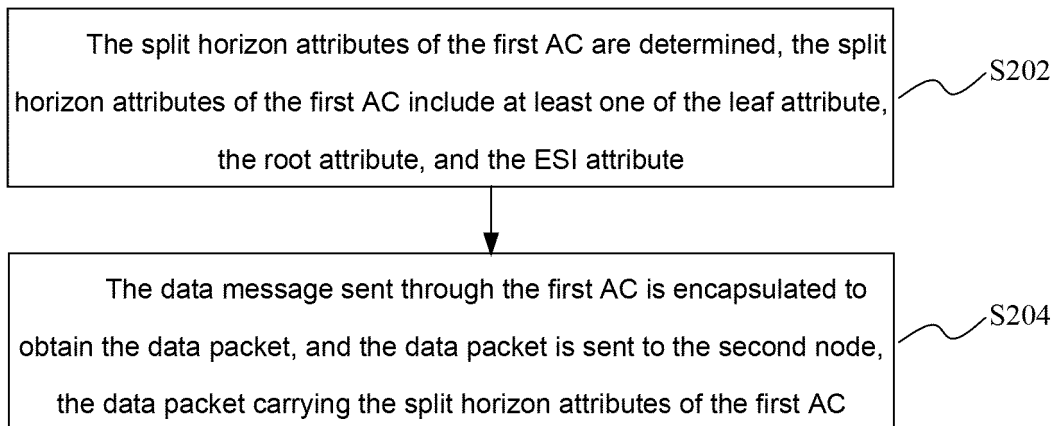 The split horizon attributes of the first AC are determined, the split
horizon attributes of the first AC include at least one of the leaf attribute,
the root attribute, and the ESI attribute
S202
The data message sent through the first AC is encapsulated to
obtain the data packet, and the data packet is sent to the second node,
the data packet carrying the split horizon attributes of the first AC
S204